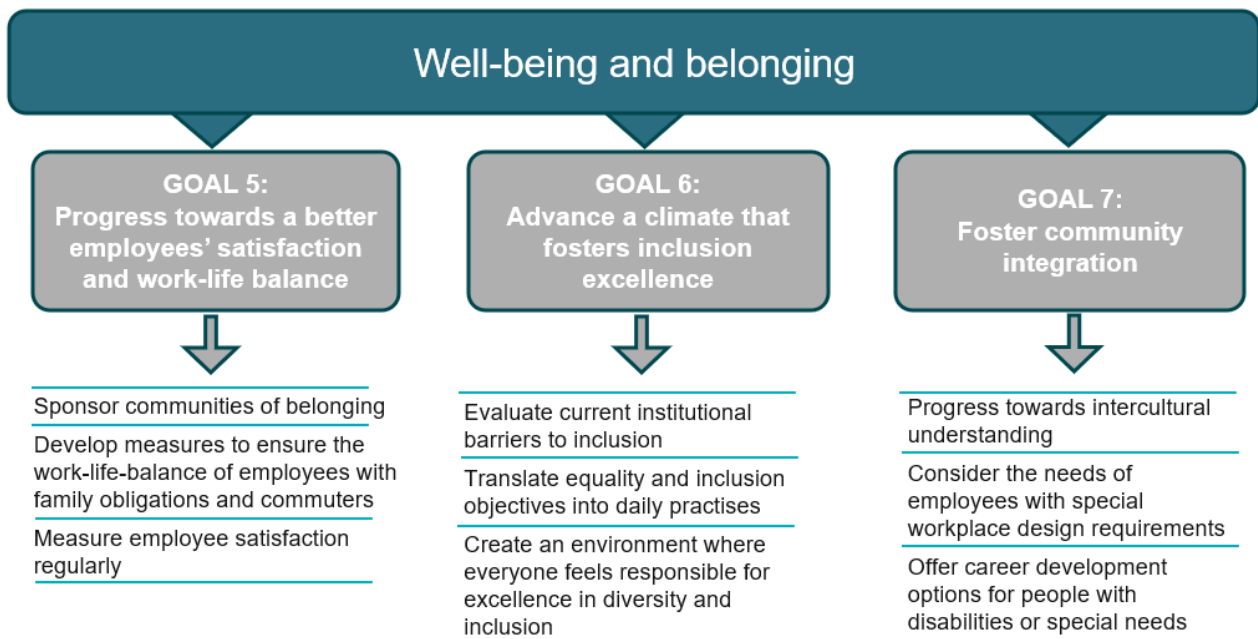 Well-being and belonging
GOAL 5:
Progress towards a better
employees’ satisfaction
and work-life balance
Sponsor communities of belonging
Develop measures to ensure the
work-life-balance of employees with
family obligations and commuters
Measure employee satisfaction
regularly
GOAL 6:
Advance a climate that
fosters inclusion
excellence
Evaluate current institutional
barriers to inclusion
Translate equality and inclusion
objectives into daily practises
Create an environment where
everyone feels responsible for
excellence in diversity and
inclusion
GOAL 7:
Foster community
integration
Progress towards intercultural
understanding
Consider the needs of
employees with special
workplace design requirements
Offer career development
options for people with
disabilities or special needs